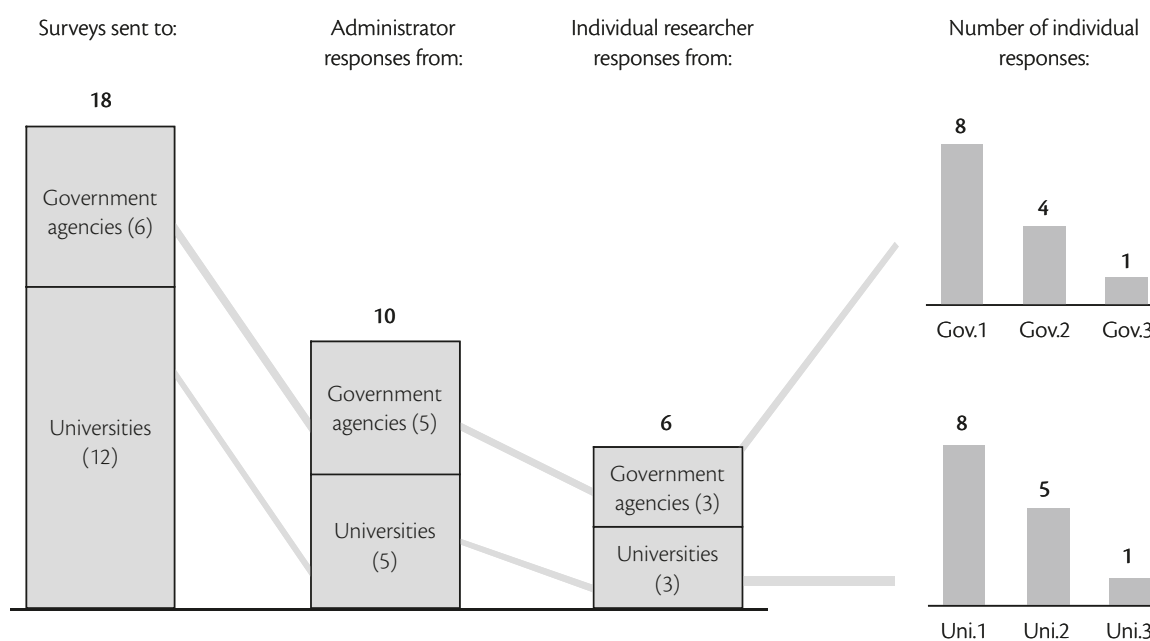 Surveys sent to:
Administrator
responses from:
Individual researcher
responses from:
Number of individual
responses:
18
Government
agencies (6)
Universities
(12)
10
Government
agencies (5)
Universities
(5)
6
Government
agencies (3)
Universities
(3)
8
4
1
Gov.1
Gov.2
Gov.3
8
5
1
Uni.1
Uni.2
Uni.3